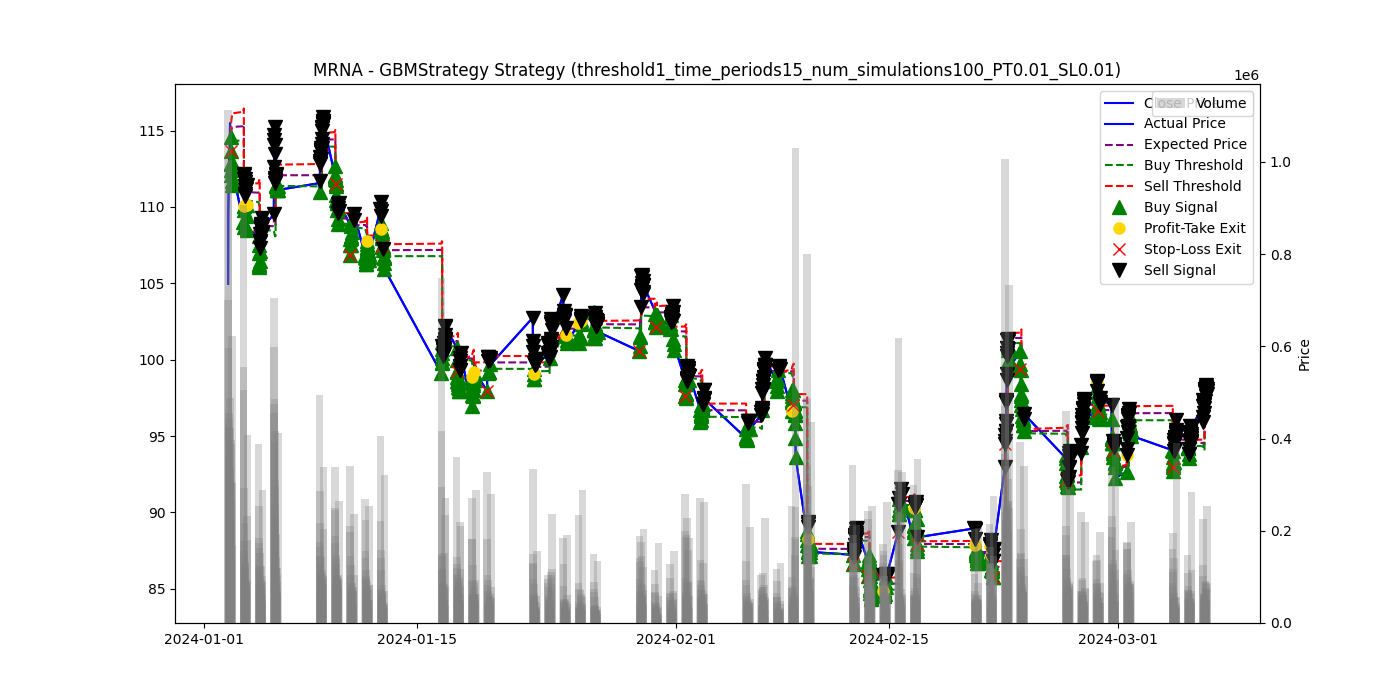 MRNA - GBMStrategy Strategy (threshold1_time_periods15_num_simulations100_PT0.01_SL0.01)
1e6
Volume
Actual Price
Expected Price
Buy Threshold
Sell Threshold
Buy Signal
Profit-Take Exit
Stop-Loss Exit
Sell Signal
115
110
105
100
95
90
85
1.0
0.8
0.6
0.4
0.2
0.0
Price
2024-01-01
2024-01-15
2024-02-01
2024-02-15
2024-03-01